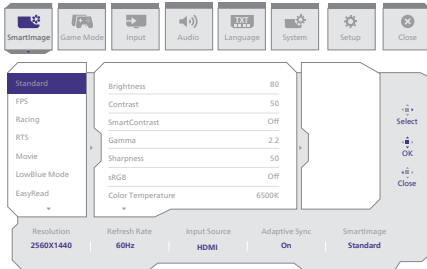 SmartImage
Game Mode
Input
Audio
TXT
Language
System
Setup
Close
Standard
FPS
Racing
RTS
Movie
LowBlue Mode
EasyRead
Brightness 80
Contrast 50
SmartContrast Off
Gamma 2.2
Sharpness 50
sRGB Off
Color Temperature 6500K
Select
OK
Close
Resolution Refresh Rate Input Source Adaptive Sync SmartImage
2560X1440 60Hz HDMI On Standard